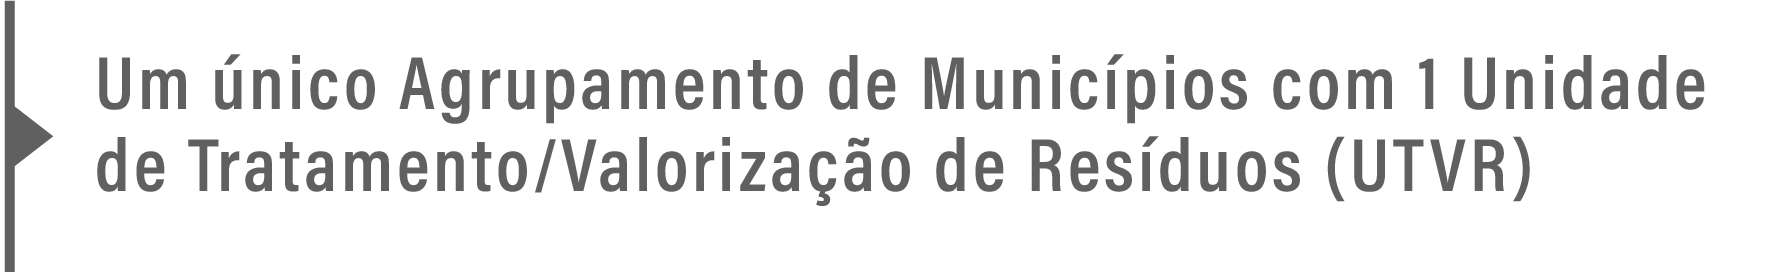 Um único Agrupamento de Municípios com 1 Unidade
de Tratamento/Valorização de Resíduos (UTVR)